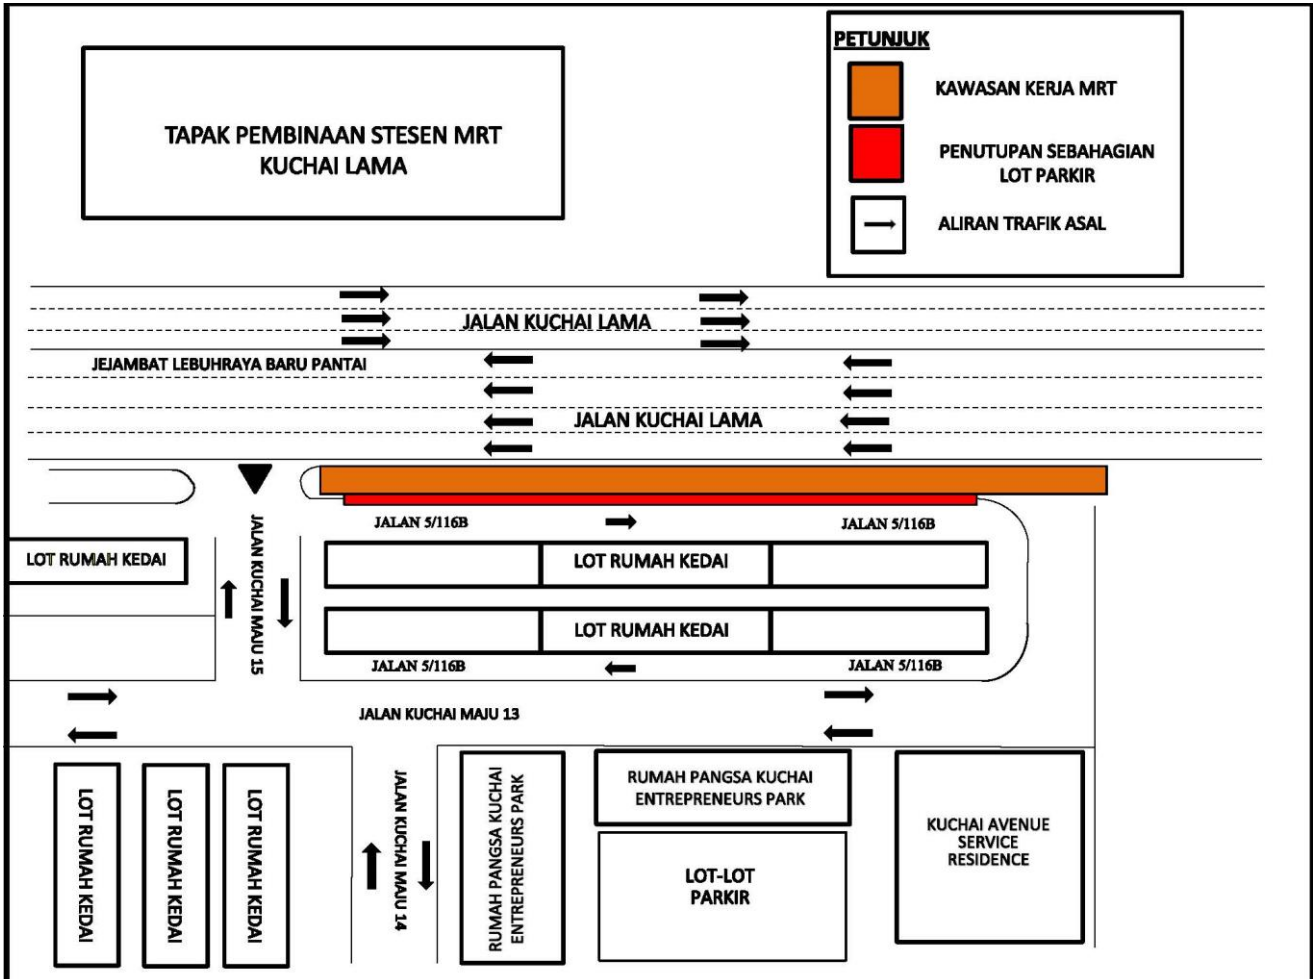 PETUNJUK
KAWASAN KERJA MRT
PENUTUPAN SEBAHAGIAN
LOT PARKIR
ALIRAN TRAFIK ASAL
TAPAK PEMBINAAN STESEN MRT
KUCHAI LAMA
JALAN KUCHAI LAMA
JEJAMBAT LEBUHRAYA BARU PANTAI
JALAN KUCHAI LAMA
JALAN 5/116B
JALAN 5/116B
LOT RUMAH KEDAI
JALAN KUCHAI MAJU 15
LOT RUMAH KEDAI
LOT RUMAH KEDAI
JALAN 5/116B
JALAN 5/116B
JALAN KUCHAI MAJU 13
LOT RUMAH KEDAI
LOT RUMAH KEDAI
LOT RUMAH KEDAI
JALAN KUCHAI MAJU 14
RUMAH PANGSA KUCHAI
ENTREPRENEURS PARK
RUMAH PANGSA KUCHAI
ENTREPRENEURS PARK
LOT-LOT
PARKIR
KUCHAI AVENUE
SERVICE
RESIDENCE